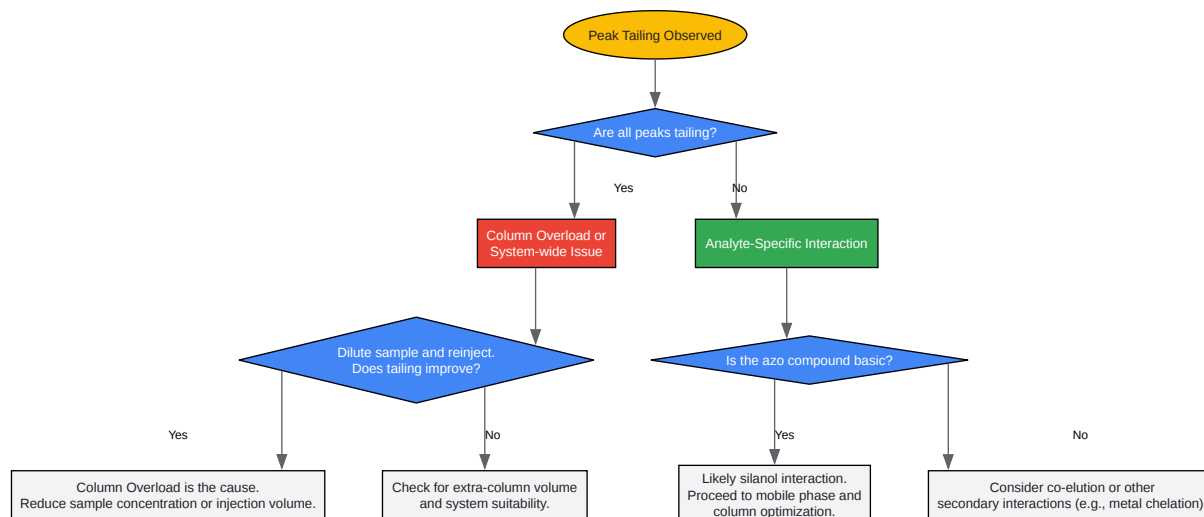 Peak Tailing Observed
Are all peaks tailing?
Yes
No
Column Overload or
System-wide Issue
Analyte-Specific Interaction
Dilute sample and reinject.
Does tailing improve?
Is the azo compound basic?
Yes
No
Yes
No
Column Overload is the cause.
Reduce sample concentration or injection volume.
Check for extra-column volume
and system suitability.
Likely silanol interaction.
Proceed to mobile phase and
column optimization.
Consider co-elution or other
secondary interactions (e.g., metal chelation)